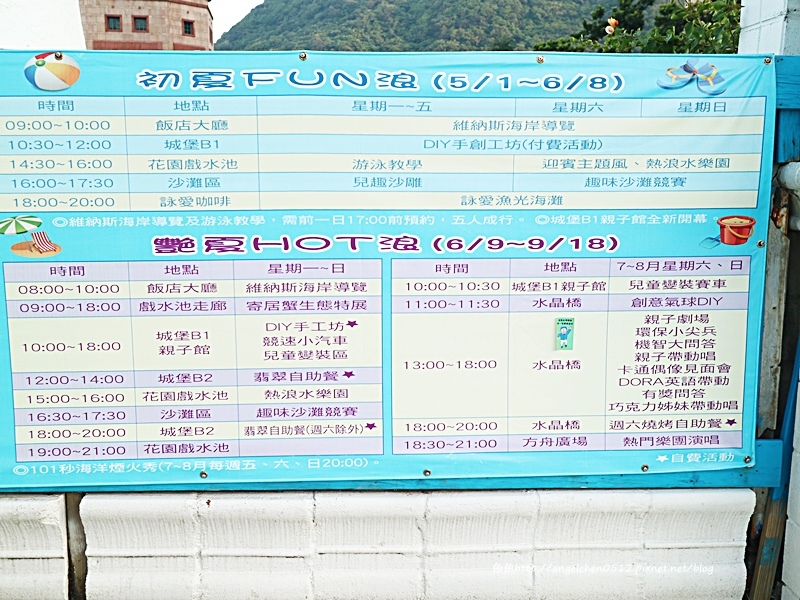 初夏FUN浪(5/1~6/8)
時間 地點 星期一~五 星期六 星期日
09:00~10:00 飯店大廳 維納斯海岸導覽
10:30~12:00 城堡B1 DIY手創工坊(付費活動)
14:30~16:00 花園戲水池 游泳教學 迎賓主題風、熱浪水樂園
16:00~17:30 沙灘區 兒趣沙雕 趣味沙灘競賽
18:00~20:00 詠愛咖啡 詠愛漁光海灘
◎維納斯海岸導覽及游泳教學，需前一日17:00前預約，五人成行。 ◎城堡B1親子館全新開幕。
艷夏HOT浪(6/9~9/18)
時間 地點 星期一~日
08:00~10:00 飯店大廳 維納斯海岸導覽
09:00~18:00 戲水池走廊 寄居蟹生態特展
10:00~18:00 城堡B1 親子館 DIY手工坊★
競速小汽車
兒童變裝區
12:00~14:00 城堡B2 翡翠自助餐★
15:00~16:00 花園戲水池 熱浪水樂園
16:30~17:30 沙灘區 趣味沙灘競賽
18:00~20:00 城堡B2 翡翠自助餐(週六除外)★
19:00~21:00 花園戲水池
◎101秒海洋煙火秀(7~8月每週五、六、日20:00)。
時間 地點 7~8月星期六、日
10:00~10:30 城堡B1親子館 兒童變裝賽車
11:00~11:30 水晶橋 創意氣球DIY
13:00~18:00 水晶橋 親子劇場
環保小尖兵
機智大問答
親子帶動唱
卡通偶像見面會
DORA英語帶動
有獎問答
巧克力姊妹帶動唱
18:00~20:00 水晶橋 週六燒烤自助餐★
18:30~21:00 方舟廣場 熱門樂團演唱
★自費活動
http://angelchan0512.pixnet.net/blog